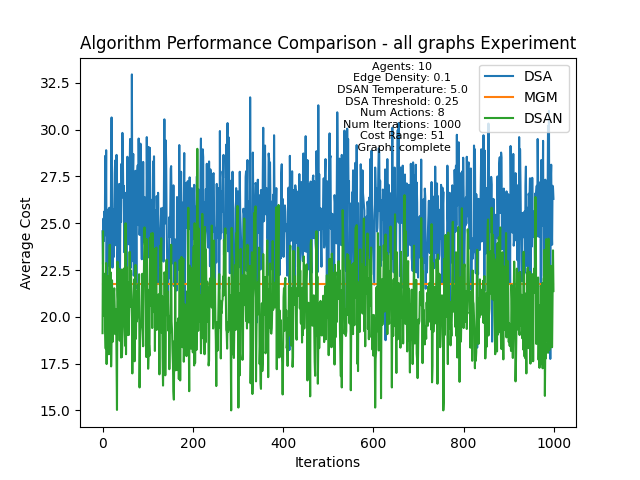 Algorithm Performance Comparison - all graphs Experiment
Agents: 10
Edge Density: 0.1
DSAN Temperature: 5.0
DSA Threshold: 0.25
Num Actions: 8
Num Iterations: 1000
Cost Range: 51
Graph: complete
DSA
MGM
DSAN
Average Cost
32.5
30.0
27.5
25.0
22.5
20.0
17.5
15.0
0
200
400
600
800
1000
Iterations